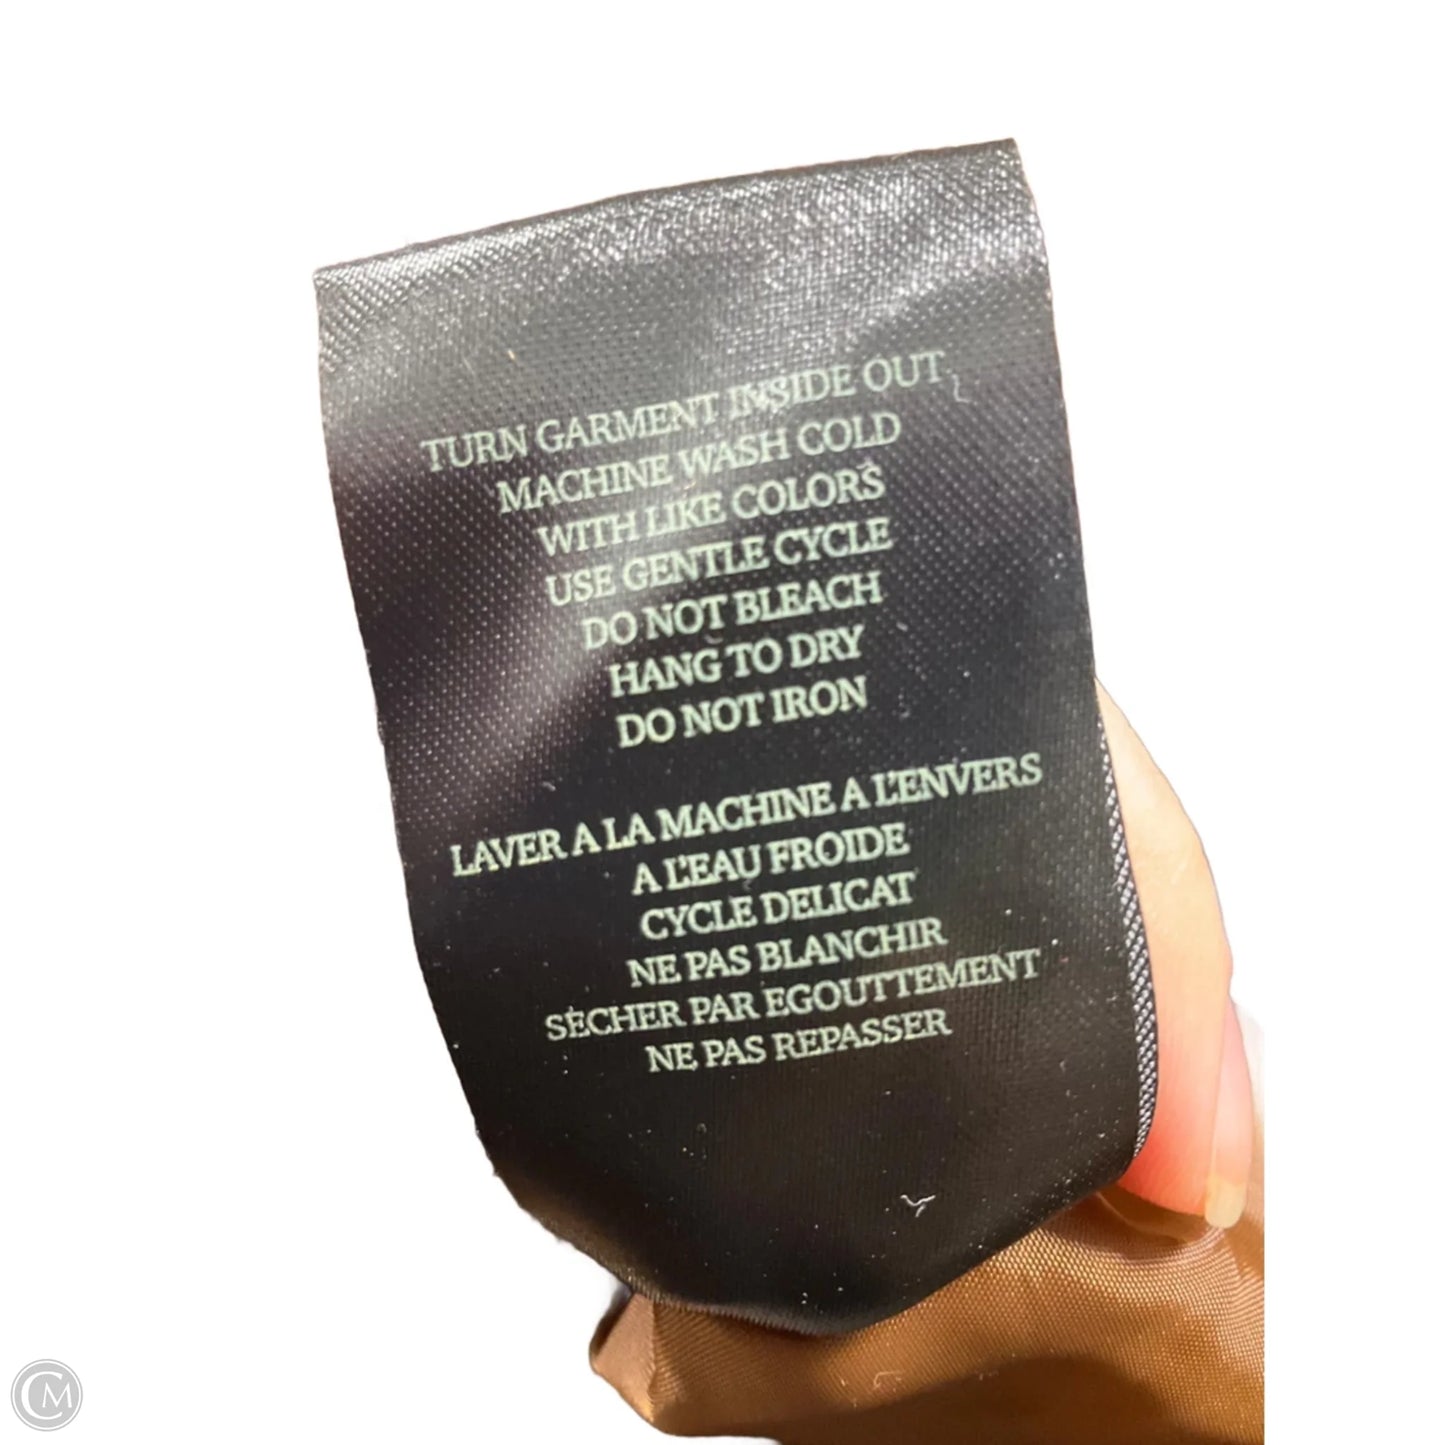 TURN GARMENT INSIDE OUT
MACHINE WASH COLD
WITH LIKE COLORS
USE GENTLE CYCLE
DO NOT BLEACH
HANG TO DRY
DO NOT IRON
LAVER A LA MACHINE A L'ENVERS
A L'EAU FROIDE
CYCLE DELICAT
NE PAS BLANCHIR
SECHER PAR EGOUTTEMENT
NE PAS REPASSER
CM